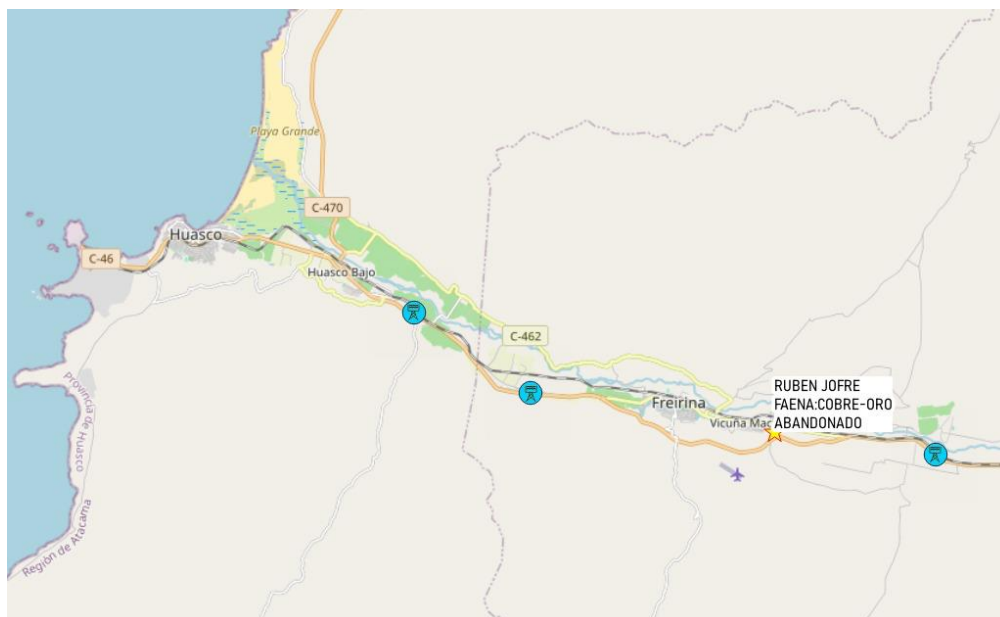 Playa Grande
C-470
Huasco
C-46
Huasco Bajo
C-462
RUBEN JOFRE
FAENA:COBRE-ORO
ABANDONADO
Freirina
Vicuña Mac
Provincia de Huasco
Región de Atacama